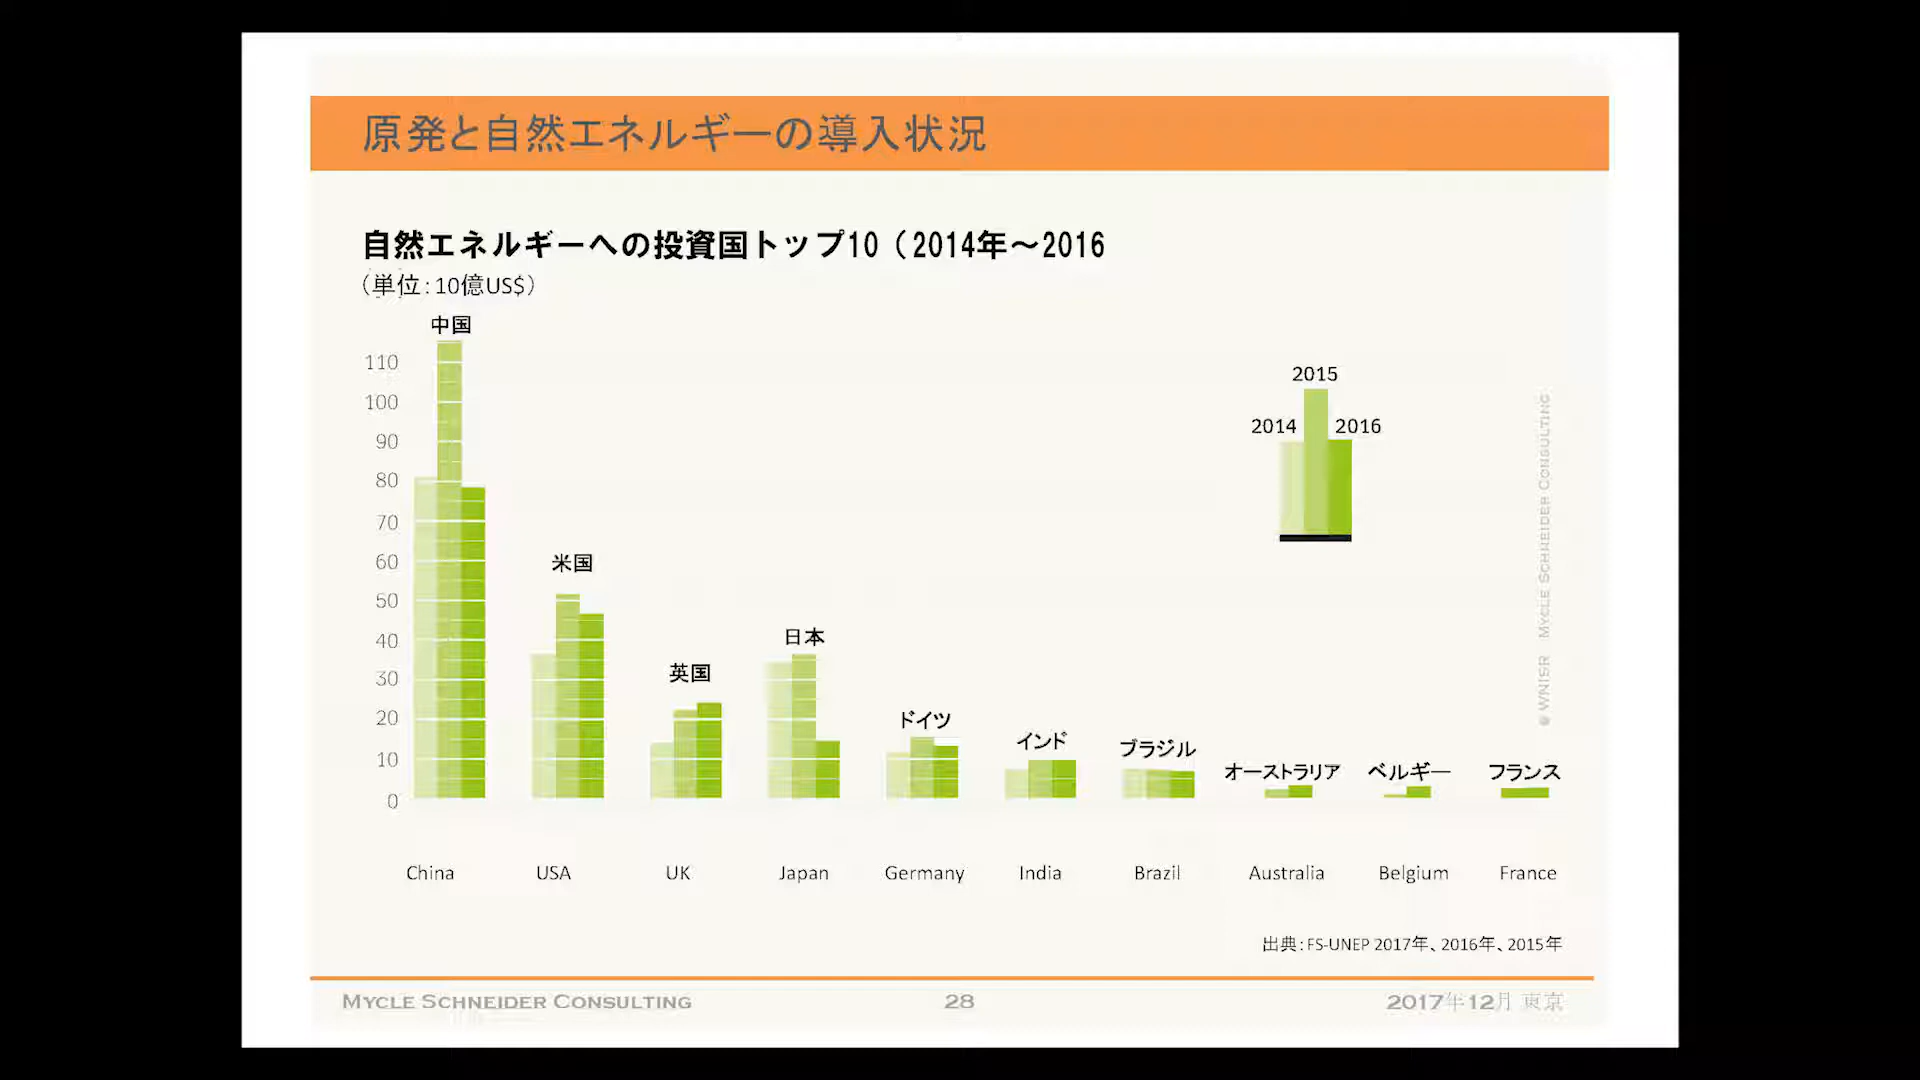 原発と自然エネルギーの導入状況
自然エネルギーへの投資国トップ10（2014年～2016
（単位：10億US$）
中国
110
100
90
80
70
60
50
40
30
20
10
0
米国
英国
日本
ドイツ
インド
ブラジル
オーストラリア
ベルギー
フランス
2015
2014
2016
© WNISR MYCLE SCHNEIDER CONSULTING
China
USA
UK
Japan
Germany
India
Brazil
Australia
Belgium
France
出典：FS-UNEP 2017年、2016年、2015年
MYCLE SCHNEIDER CONSULTING
28
2017年12月 東京